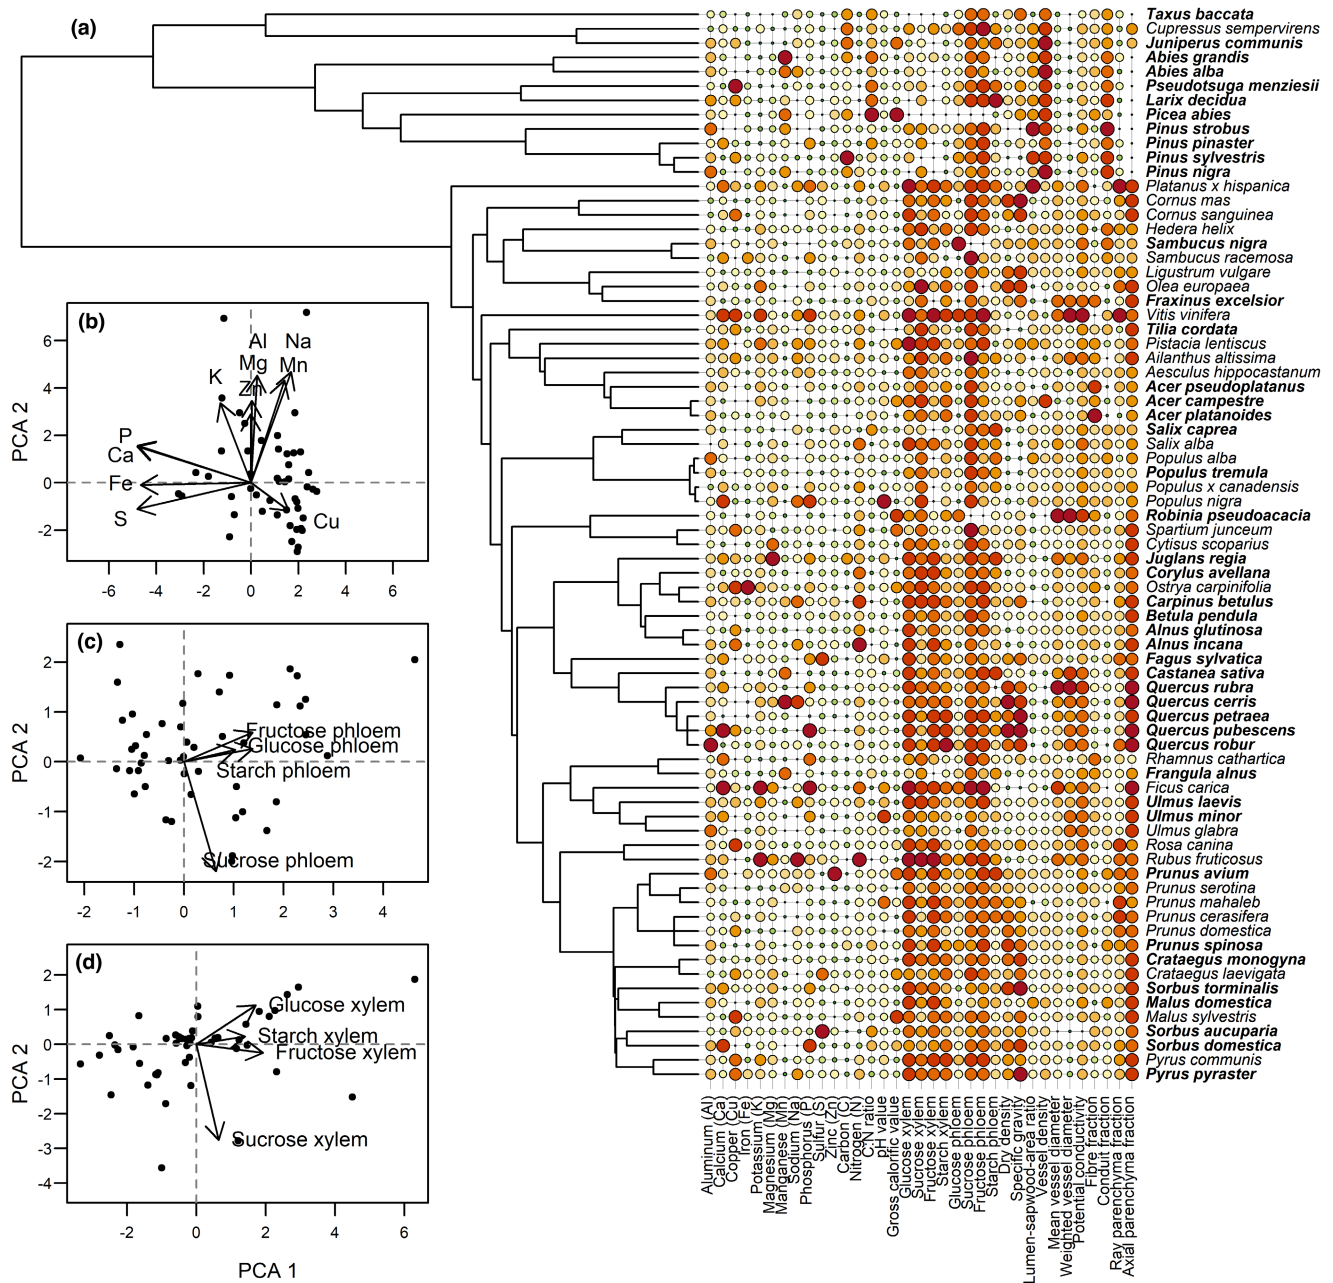 (a)
Taxus baccata
Cupressus sempervirens
Juniperus communis
Abies grandis
Abies alba
Pseudotsuga menziesii
Larix decidua
Picea abies
Pinus strobus
Pinus pinaster
Pinus sylvestris
Pinus nigra
Platanus x hispanica
Cornus mas
Cornus sanguinea
Hedera helix
Sambucus nigra
Sambucus racemosa
Ligustrum vulgare
Olea europaea
Fraxinus excelsior
Vitis vinifera
Tilia cordata
Pistacia lentiscus
Ailanthus altissima
Aesculus hippocastanum
Acer pseudoplatanus
Acer campestre
Acer platanoides
Salix caprea
Salix alba
Populus alba
Populus tremula
Populus x canadensis
Populus nigra
Robinia pseudoacacia
Spartium junceum
Cytisus scoparius
Juglans regia
Corylus avellana
Ostrya carpinifolia
Carpinus betulus
Betula pendula
Alnus glutinosa
Alnus incana
Fagus sylvatica
Castanea sativa
Quercus rubra
Quercus cerris
Quercus petraea
Quercus pubescens
Quercus robur
Rhamnus cathartica
Frangula alnus
Ficus carica
Ulmus laevis
Ulmus minor
Ulmus glabra
Rosa canina
Rubus fruticosus
Prunus avium
Prunus serotina
Prunus mahaleb
Prunus cerasifera
Prunus domestica
Prunus spinosa
Crataegus monogyna
Crataegus laevigata
Sorbus torminalis
Malus domestica
Malus sylvestris
Sorbus aucuparia
Sorbus domestica
Pyrus communis
Pyrus pyraster
Aluminum (Al)
Calcium (Ca)
Copper (Cu)
Iron (Fe)
Potassium (K)
Magnesium (Mg)
Manganese (Mn)
Sodium (Na)
Phosphorus (P)
Sulfur (S)
Zinc (Zn)
Carbon (C)
Nitrogen (N)
C:N ratio
pH value
Gross calorific value
Glucose xylem
Sucrose xylem
Fructose xylem
Starch xylem
Glucose phloem
Sucrose phloem
Fructose phloem
Starch phloem
Dry density
Specific gravity
Lumen-sapwood-area ratio
Vessel density
Mean vessel diameter
Weighted vessel diameter
Potential conductivity
Fibre fraction
Conduit fraction
Ray parenchyma fraction
Axial parenchyma fraction
(b)
PCA 2
6
4
2
0
-2
-6
-4
-2
0
2
4
6
Al
Na
Mg
Mn
K
Zn
P
Ca
Fe
S
Cu
(c)
PCA 2
2
1
0
-1
-2
-2
-1
0
1
2
3
4
Fructose phloem
Glucose phloem
Starch phloem
Sucrose phloem
(d)
PCA 2
2
1
0
-1
-2
-3
-4
-2
0
2
4
6
Glucose xylem
Starch xylem
Fructose xylem
Sucrose xylem
PCA 1